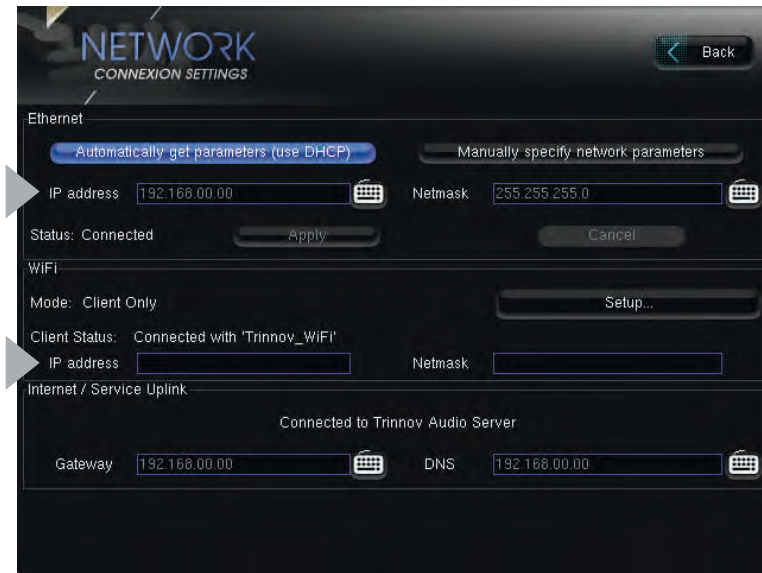 NETWORK
CONNEXION SETTINGS
Back
Ethernet
Automatically get parameters (use DHCP) Manually specify network parameters
IP address 192.168.00.00 Netmask 255.255.255.0
Status: Connected Apply Cancel
WiFi
Mode: Client Only Setup...
Client Status: Connected with 'Trinnov_WiFi'
IP address Netmask
Internet / Service Uplink
Connected to Trinnov Audio Server
Gateway 192.168.00.00 DNS 192.168.00.00